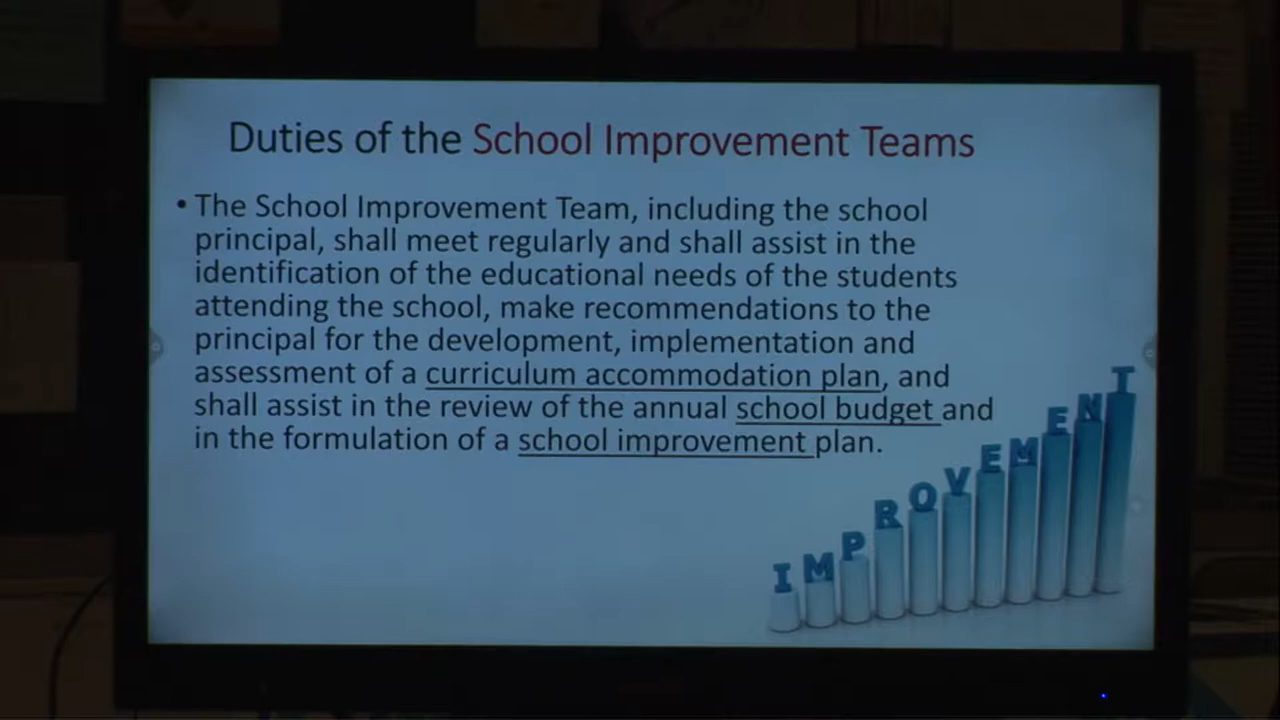 Duties of the School Improvement Teams
• The School Improvement Team, including the school
principal, shall meet regularly and shall assist in the
identification of the educational needs of the students
attending the school, make recommendations to the
principal for the development, implementation and
assessment of a curriculum accommodation plan, and
shall assist in the review of the annual school budget and
in the formulation of a school improvement plan.
IMPROVEMENT